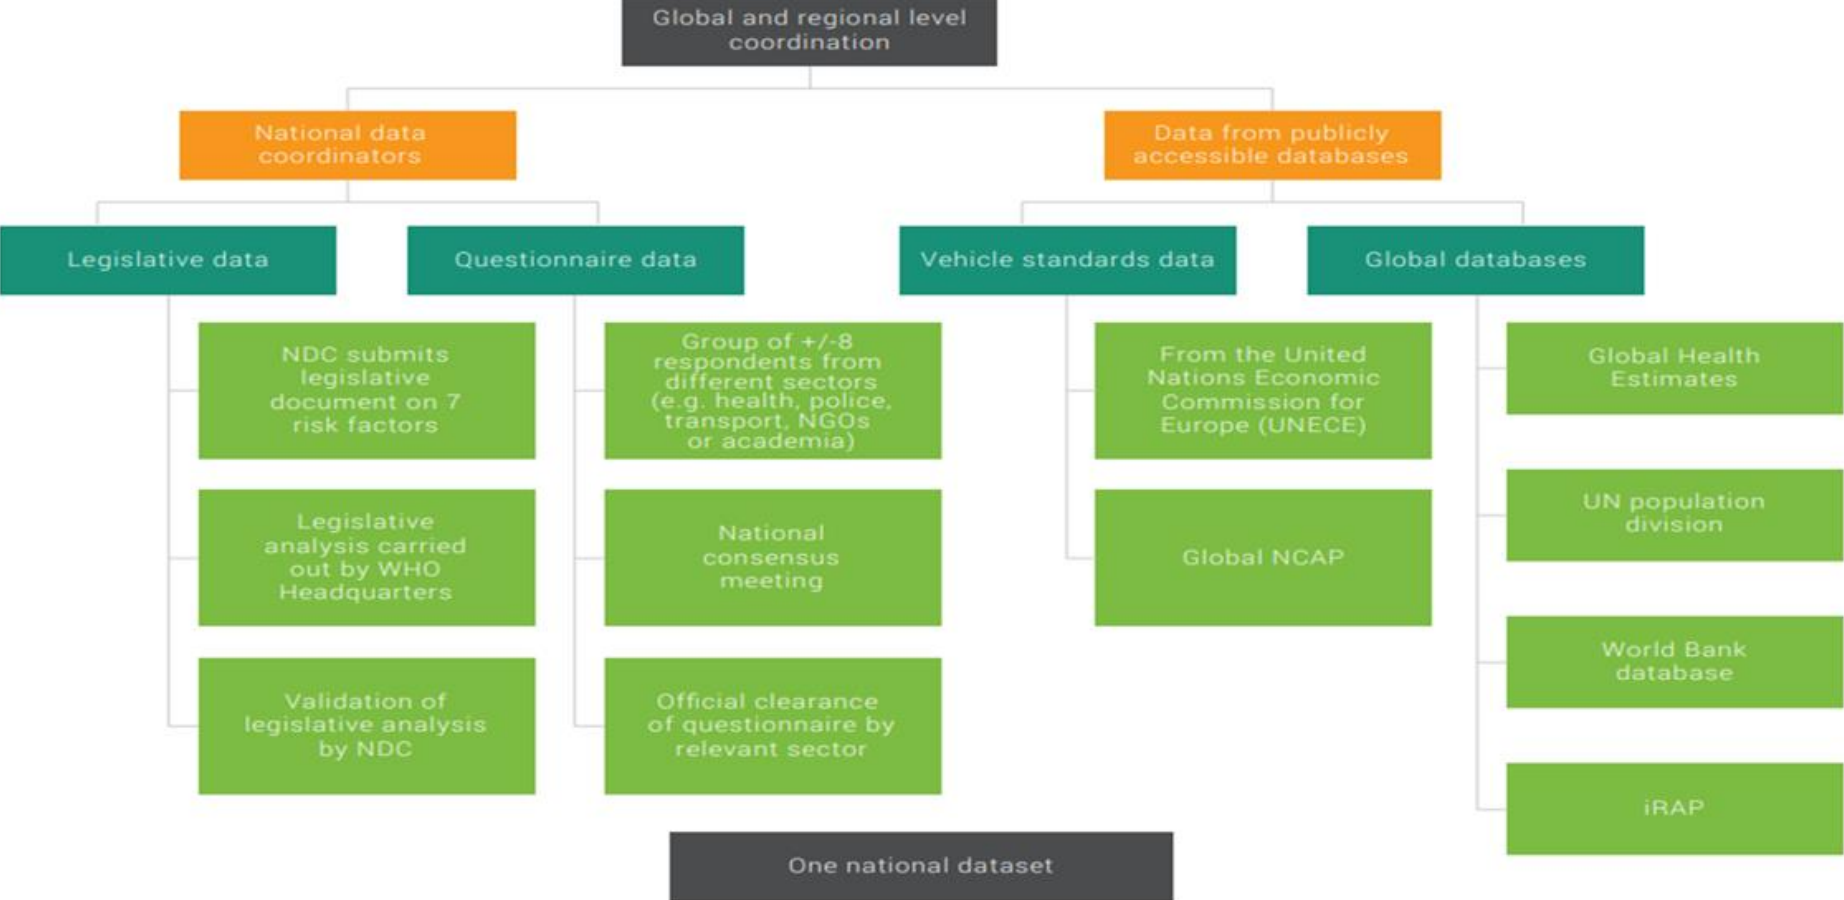 Global and regional level
coordination
National data
coordinators
Data from publicly
accessible databases
Legislative data
Questionnaire data
Vehicle standards data
Global databases
NDC submits
legislative
document on 7
risk factors
Legislative
analysis carried
out by WHO
Headquarters
Validation of
legislative analysis
by NDC
Group of +/-8
respondents from
different sectors
(e.g. health, police,
transport, NGOs
or academia)
National
consensus
meeting
Official clearance
of questionnaire by
relevant sector
From the United
Nations Economic
Commission for
Europe (UNECE)
Global NCAP
Global Health
Estimates
UN population
division
World Bank
database
iRAP
One national dataset